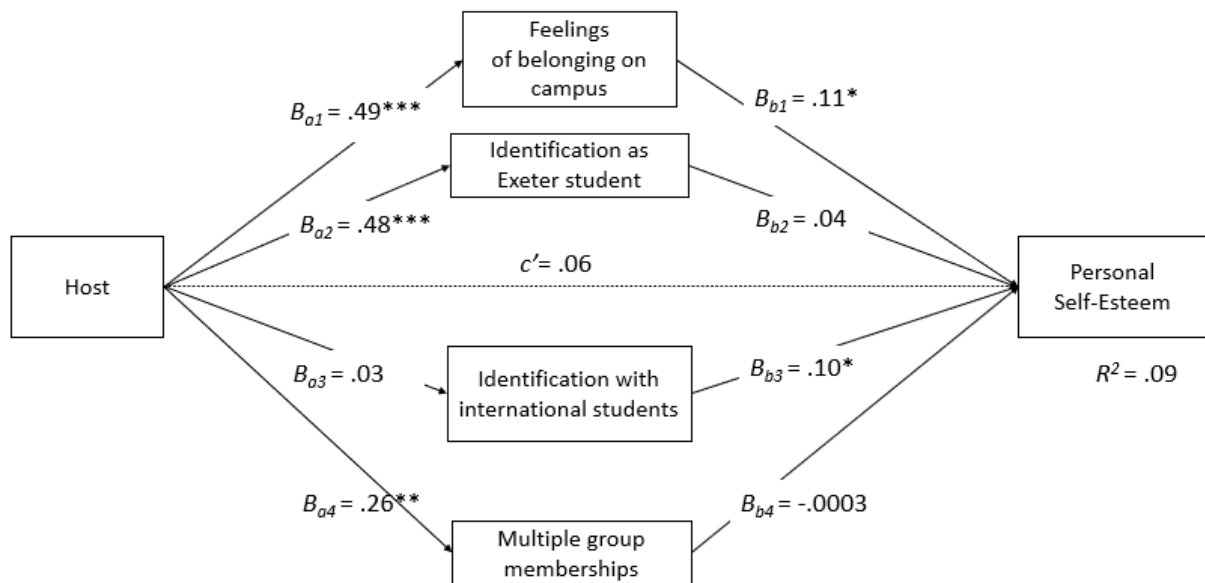 Feelings
of belonging on
campus
B_a1 = .49***
B_b1 = .11*
Identification as
Exeter student
B_a2 = .48***
B_b2 = .04
Host
c’= .06
Personal
Self-Esteem
B_a3 = .03
Identification with
international students
B_b3 = .10*
R² = .09
B_a4 = .26**
B_b4 = -.0003
Multiple group
memberships